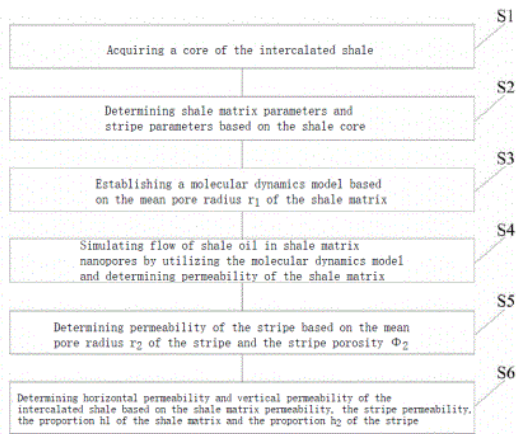 S1
Acquiring a core of the intercalated shale
S2
Determining shale matrix parameters and
stripe parameters based on the shale core
S3
Establishing a molecular dynamics model based
on the mean pore radius r₁ of the shale matrix
S4
Simulating flow of shale oil in shale matrix
nanopores by utilizing the molecular dynamics model
and determining permeability of the shale matrix
S5
Determining permeability of the stripe based on the mean
pore radius r₂ of the stripe and the stripe porosity Φ₂
S6
Determining horizontal permeability and vertical permeability of the
intercalated shale based on the shale matrix permeability, the stripe permeability,
the proportion h1 of the shale matrix and the proportion h₂ of the stripe